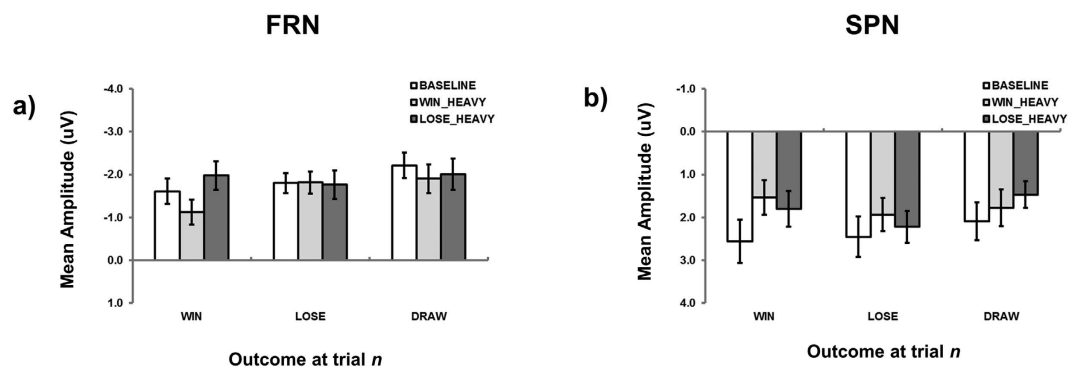 FRN
SPN
a)
BASELINE
WIN_HEAVY
LOSE_HEAVY
Mean Amplitude (uV)
-4.0
-3.0
-2.0
-1.0
0.0
1.0
WIN
LOSE
DRAW
Outcome at trial n
b)
BASELINE
WIN_HEAVY
LOSE_HEAVY
Mean Amplitude (uV)
-1.0
0.0
1.0
2.0
3.0
4.0
WIN
LOSE
DRAW
Outcome at trial n